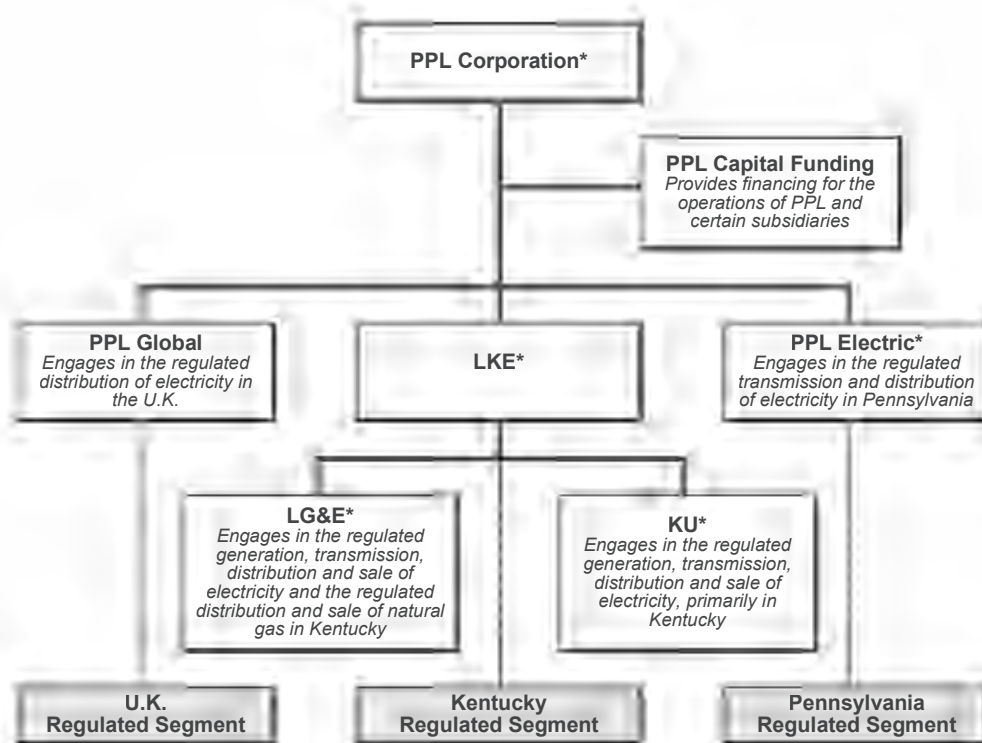 PPL Corporation*
PPL Capital Funding
Provides financing for the
operations of PPL and
certain subsidiaries
PPL Global
Engages in the regulated
distribution of electricity in
the U.K.
LKE*
PPL Electric*
Engages in the regulated
transmission and distribution
of electricity in Pennsylvania
LG&E*
Engages in the regulated
generation, transmission,
distribution and sale of
electricity and the regulated
distribution and sale of natural
gas in Kentucky
KU*
Engages in the regulated
generation, transmission,
distribution and sale of
electricity, primarily in
Kentucky
U.K.
Regulated Segment
Kentucky
Regulated Segment
Pennsylvania
Regulated Segment